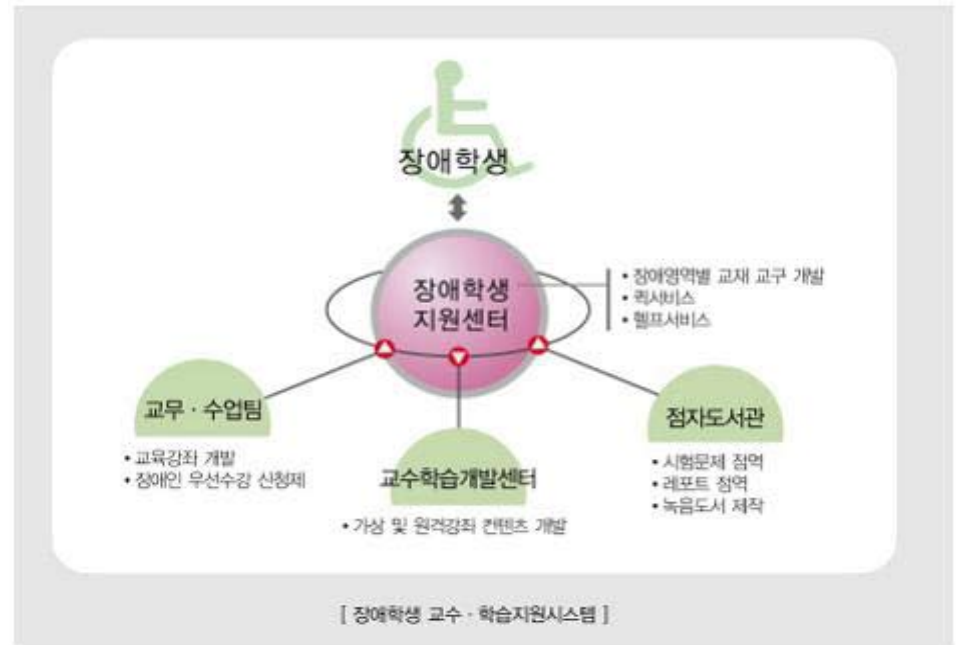 장애학생
장애학생
지원센터
• 장애영역별 교재 교구 개발
• 퀵서비스
• 헬프서비스
교무 · 수업팀
• 교육강좌 개발
• 장애인 우선수강 신청제
교수학습개발센터
• 가상 및 원격강좌 컨텐츠 개발
점자도서관
• 시험문제 점역
• 레포트 점역
• 녹음도서 제작
[ 장애학생 교수 · 학습지원시스템 ]